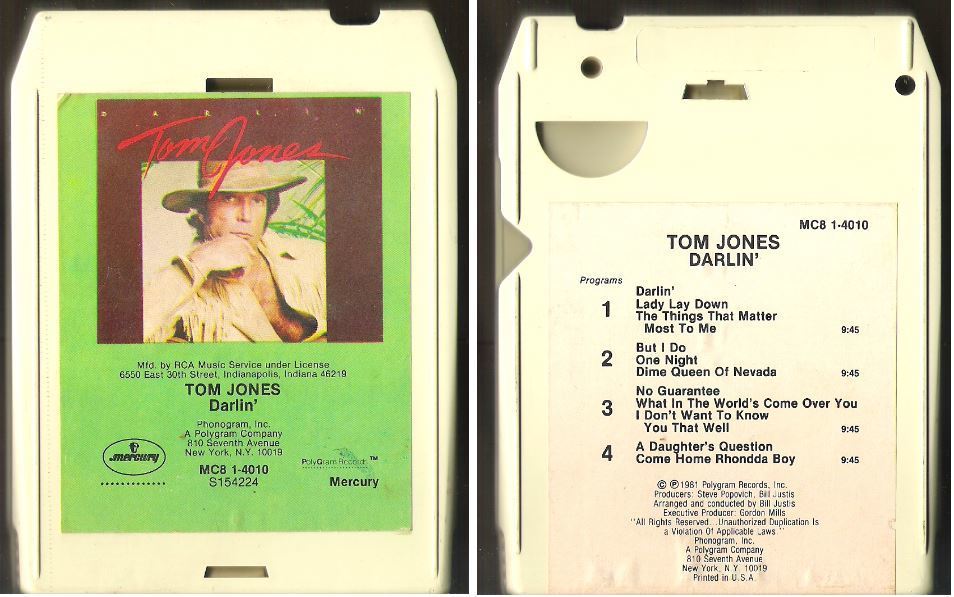 DARLIN'
Tom Jones
Mfd. by RCA Music Service under License
6550 East 30th Street, Indianapolis, Indiana 46219
TOM JONES
Darlin'
Phonogram, Inc.
A Polygram Company
810 Seventh Avenue
New York, N.Y. 10019
mercury
PolyGram Records ™
MC8 1-4010
S154224
Mercury
MC8 1-4010
TOM JONES
DARLIN'
Programs
1 Darlin'
Lady Lay Down
The Things That Matter
Most To Me 9:45
2 But I Do
One Night
Dime Queen Of Nevada 9:45
3 No Guarantee
What In The World's Come Over You
I Don't Want To Know
You That Well 9:45
4 A Daughter's Question
Come Home Rhondda Boy 9:45
© ℗ 1981 Polygram Records, Inc.
Producers: Steve Popovich, Bill Justis
Arranged and conducted by Bill Justis
Executive Producer: Gordon Mills
"All Rights Reserved...Unauthorized Duplication Is
a Violation Of Applicable Laws."
Phonogram, Inc.
A Polygram Company
810 Seventh Avenue
New York, N.Y. 10019
Printed in U.S.A.